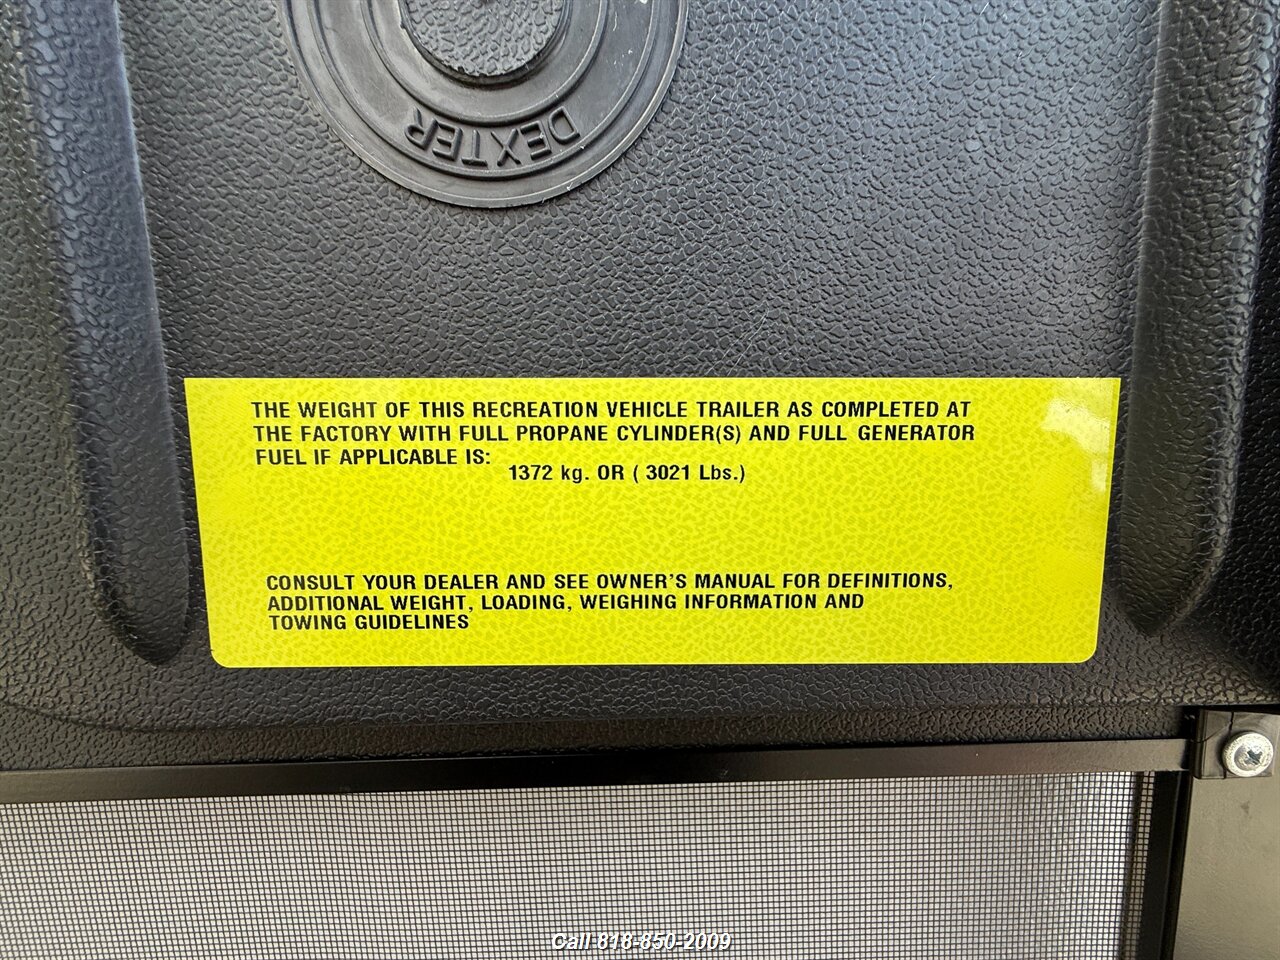 DEXTER
THE WEIGHT OF THIS RECREATION VEHICLE TRAILER AS COMPLETED AT
THE FACTORY WITH FULL PROPANE CYLINDER(S) AND FULL GENERATOR
FUEL IF APPLICABLE IS:
1372 kg. OR ( 3021 Lbs.)
CONSULT YOUR DEALER AND SEE OWNER'S MANUAL FOR DEFINITIONS,
ADDITIONAL WEIGHT, LOADING, WEIGHING INFORMATION AND
TOWING GUIDELINES
Call 818-850-2009